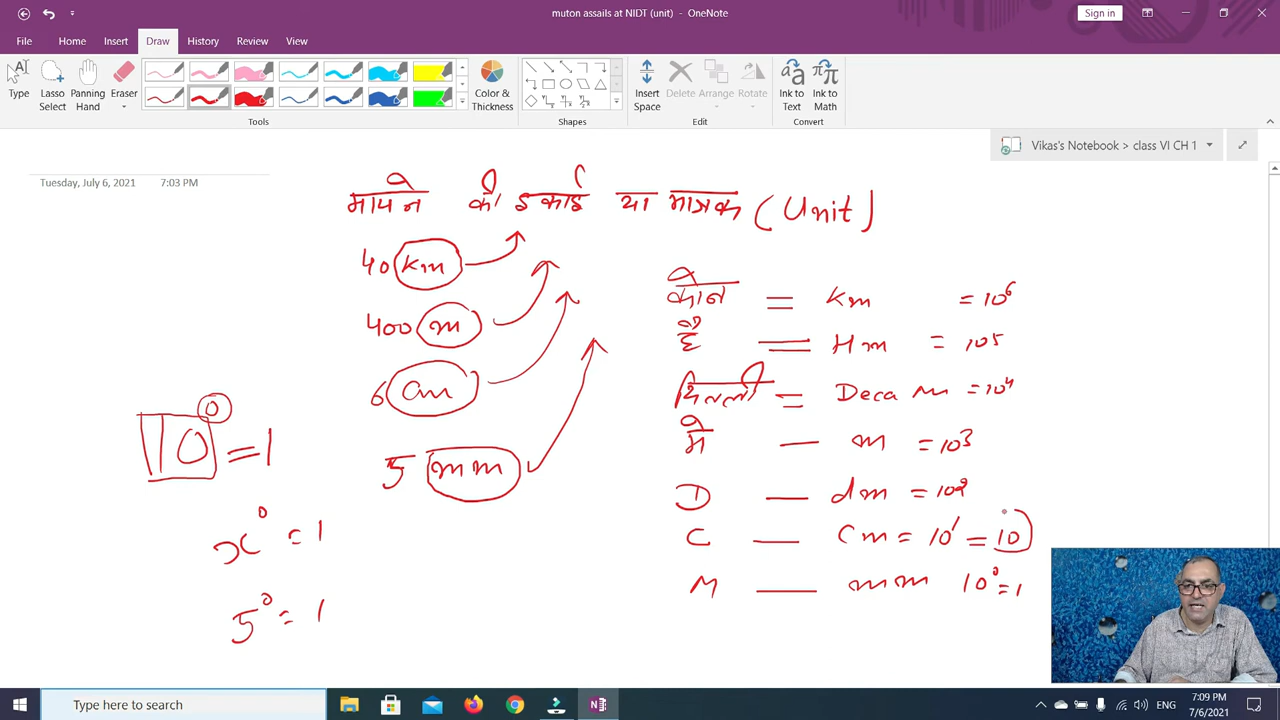 muton assails at NIDT (unit) - OneNote
Sign in
File Home Insert Draw History Review View
Type Lasso Select Panning Hand Eraser Color & Thickness Insert Space Delete Arrange Rotate Ink to Text Ink to Math
Tools Shapes Edit Convert
Vikas's Notebook > class VI CH 1
Tuesday, July 6, 2021 7:03 PM
मापन की इकाई या मात्रक (Unit)
40 km
400 m
6 cm
5 mm
10⁰ = 1
x⁰ = 1
5⁰ = 1
= Km = 10⁶
= Hm = 10⁵
= Deca m = 10⁴
मे — m = 10³
D — dm = 10²
C — Cm = 10¹ = 10
M — mm 10⁰ = 1
Type here to search
ENG
7:09 PM
7/6/2021